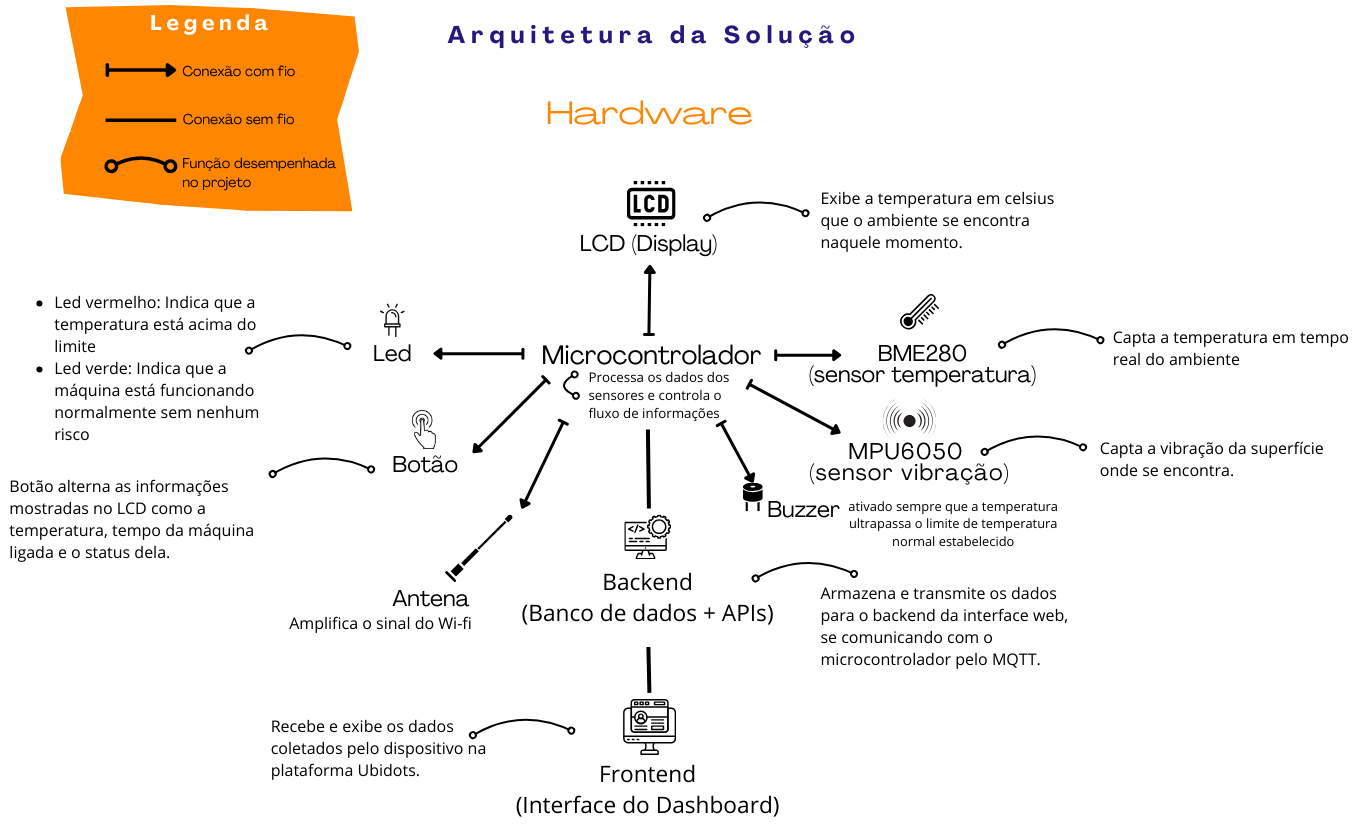 Legenda
Conexão com fio
Conexão sem fio
Função desempenhada
no projeto
Arquitetura da Solução
Hardware
LCD
LCD (Display)
Exibe a temperatura em celsius
que o ambiente se encontra
naquele momento.
Led vermelho: Indica que a
temperatura está acima do
limite
Led verde: Indica que a
máquina está funcionando
normalmente sem nenhum
risco
Led
Microcontrolador
Processa os dados dos
sensores e controla o
fluxo de informações
BME280
(sensor temperatura)
Capta a temperatura em tempo
real do ambiente
Botão
Botão alterna as informações
mostradas no LCD como a
temperatura, tempo da máquina
ligada e o status dela.
MPU6050
(sensor vibração)
Capta a vibração da superfície
onde se encontra.
Buzzer
ativado sempre que a temperatura
ultrapassa o limite de temperatura
normal estabelecido
Antena
Amplifica o sinal do Wi-fi
</>
Backend
(Banco de dados + APIs)
Armazena e transmite os dados
para o backend da interface web,
se comunicando com o
microcontrolador pelo MQTT.
Recebe e exibe os dados
coletados pelo dispositivo na
plataforma Ubidots.
Frontend
(Interface do Dashboard)